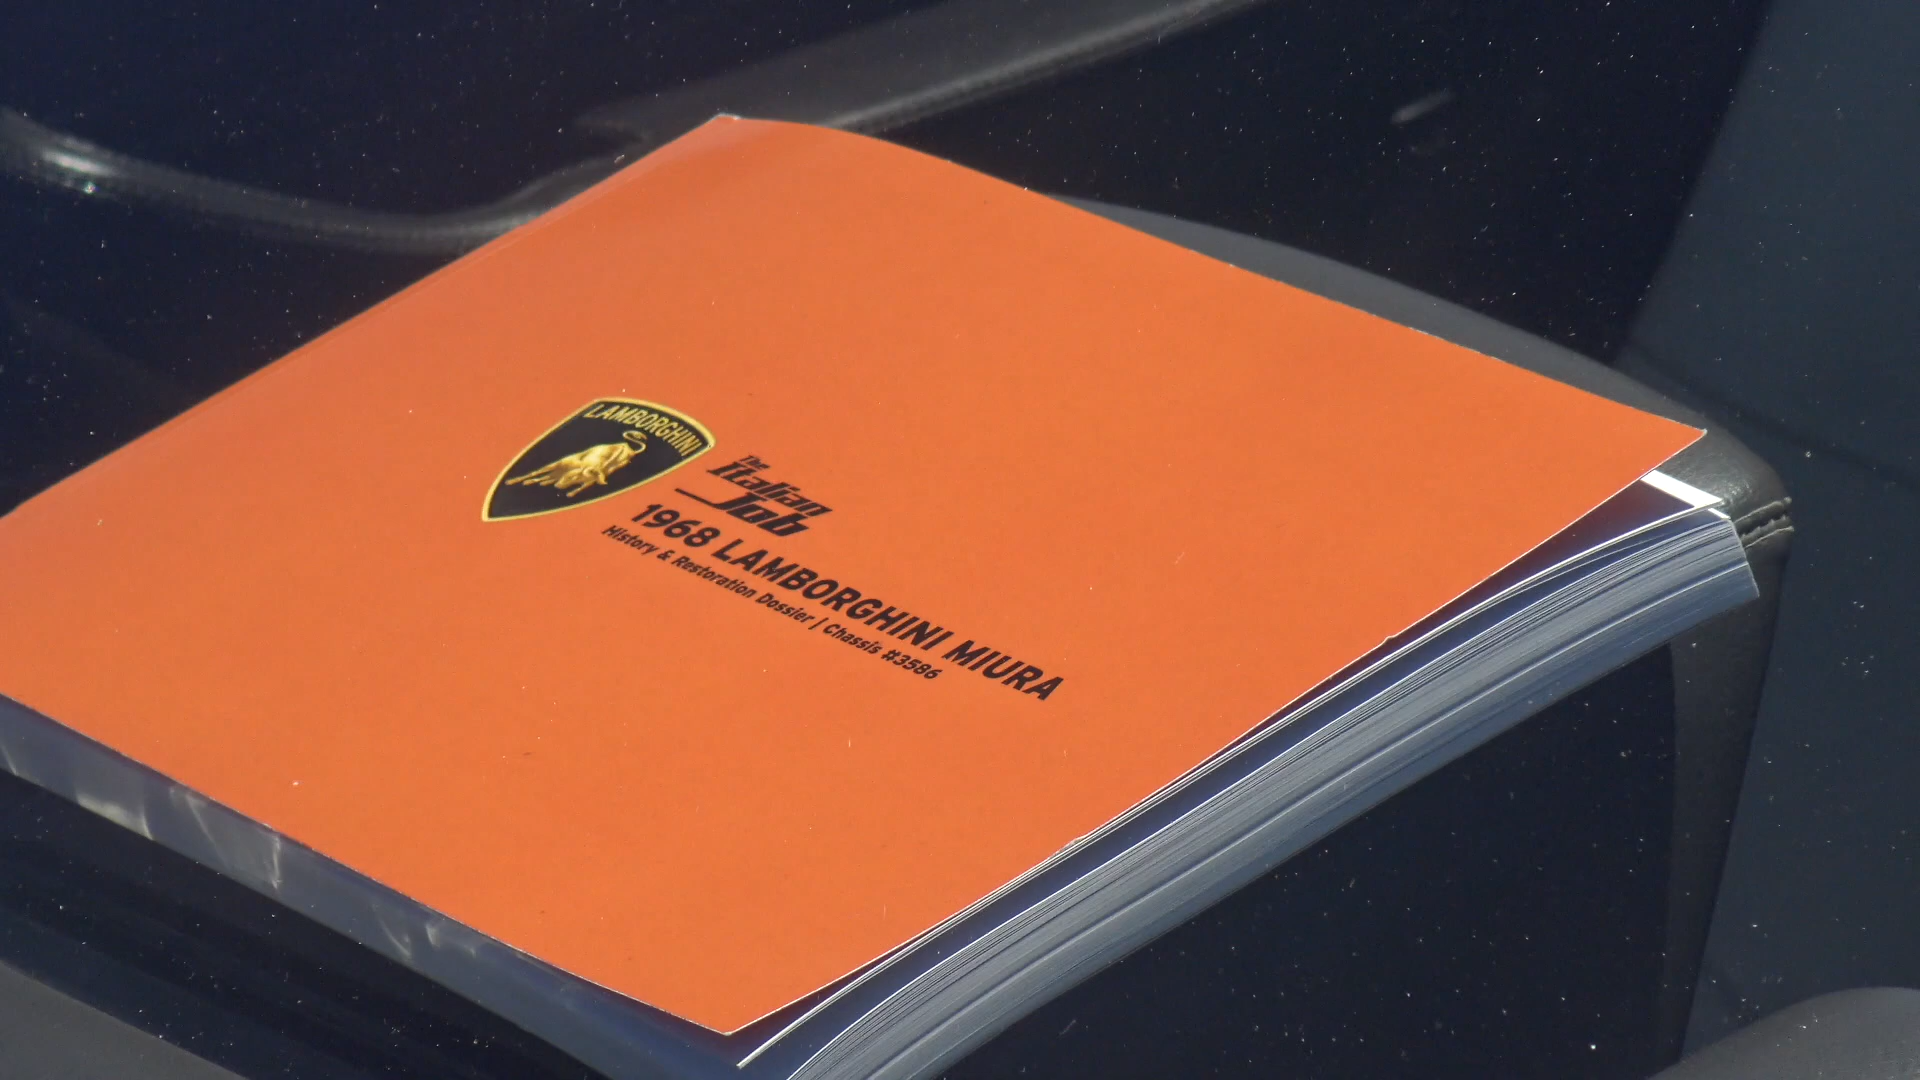 LAMBORGHINI
The
Italian
Job
1968 LAMBORGHINI MIURA
History & Restoration Dossier | Chassis #3586